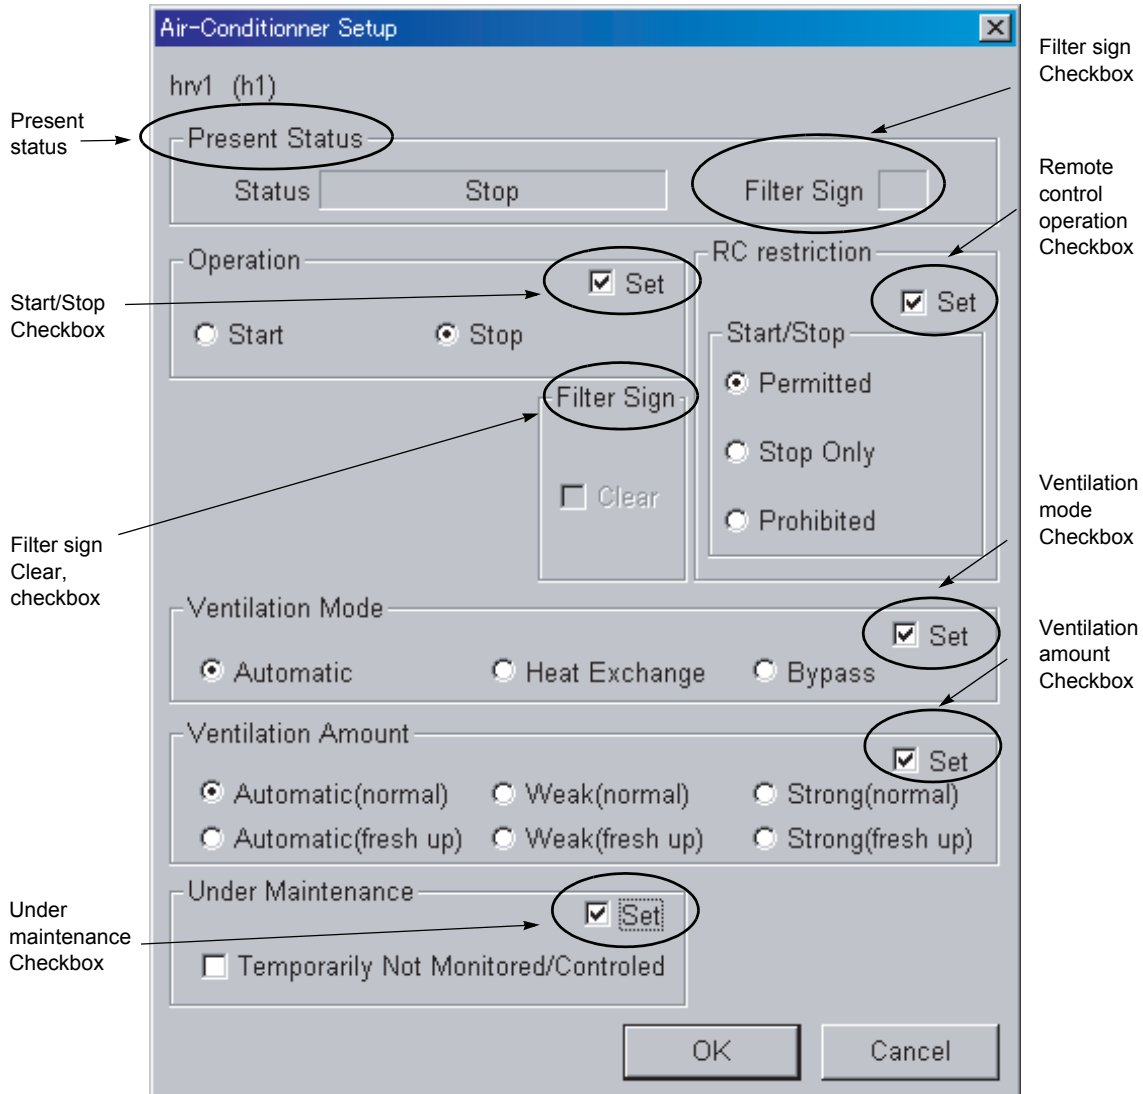 Air-Conditionner Setup
Filter sign
Checkbox
hrv1 (h1)
Present
status
Present Status
Status Stop Filter Sign
Remote
control
operation
Checkbox
Operation
Set
Start Stop
Start/Stop
Checkbox
RC restriction
Set
Start/Stop
Permitted
Stop Only
Prohibited
Filter Sign
Clear
Filter sign
Clear,
checkbox
Ventilation
mode
Checkbox
Ventilation Mode
Set
Automatic Heat Exchange Bypass
Ventilation
amount
Checkbox
Ventilation Amount
Set
Automatic(normal) Weak(normal) Strong(normal)
Automatic(fresh up) Weak(fresh up) Strong(fresh up)
Under
maintenance
Checkbox
Under Maintenance
Set
Temporarily Not Monitored/Controled
OK Cancel